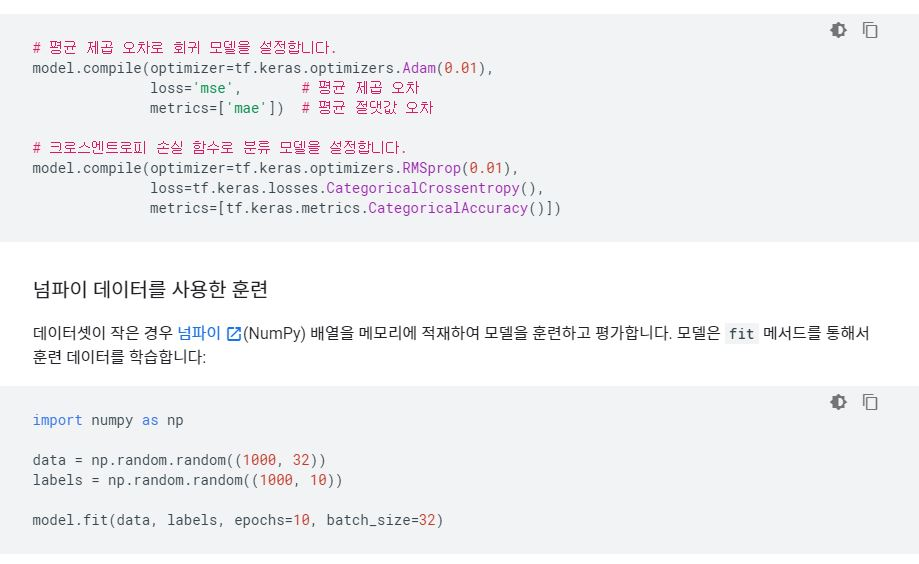 # 평균 제곱 오차로 회귀 모델을 설정합니다.
model.compile(optimizer=tf.keras.optimizers.Adam(0.01),
              loss='mse',       # 평균 제곱 오차
              metrics=['mae'])  # 평균 절댓값 오차
# 크로스엔트로피 손실 함수로 분류 모델을 설정합니다.
model.compile(optimizer=tf.keras.optimizers.RMSprop(0.01),
              loss=tf.keras.losses.CategoricalCrossentropy(),
              metrics=[tf.keras.metrics.CategoricalAccuracy()])
넘파이 데이터를 사용한 훈련
데이터셋이 작은 경우 넘파이 (NumPy) 배열을 메모리에 적재하여 모델을 훈련하고 평가합니다. 모델은 fit 메서드를 통해서
훈련 데이터를 학습합니다:
import numpy as np
data = np.random.random((1000, 32))
labels = np.random.random((1000, 10))
model.fit(data, labels, epochs=10, batch_size=32)